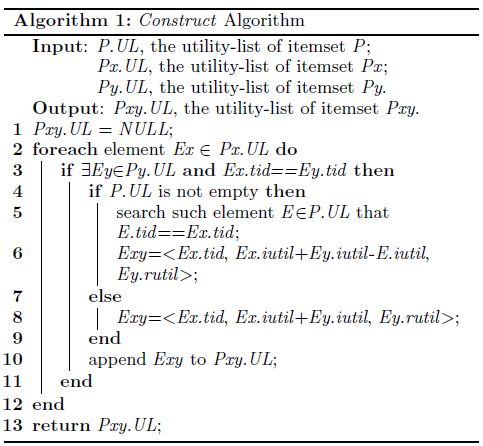 Algorithm 1: Construct Algorithm
Input: P.UL, the utility-list of itemset P;
Px.UL, the utility-list of itemset Px;
Py.UL, the utility-list of itemset Py.
Output: Pxy.UL, the utility-list of itemset Pxy.
1 Pxy.UL = NULL;
2 foreach element Ex ∈ Px.UL do
3 if ∃Ey∈Py.UL and Ex.tid==Ey.tid then
4 if P.UL is not empty then
5 search such element E∈P.UL that
E.tid==Ex.tid;
6 Exy=<Ex.tid, Ex.iutil+Ey.iutil-E.iutil,
Ey.rutil>;
7 else
8 Exy=<Ex.tid, Ex.iutil+Ey.iutil, Ey.rutil>;
9 end
10 append Exy to Pxy.UL;
11 end
12 end
13 return Pxy.UL;